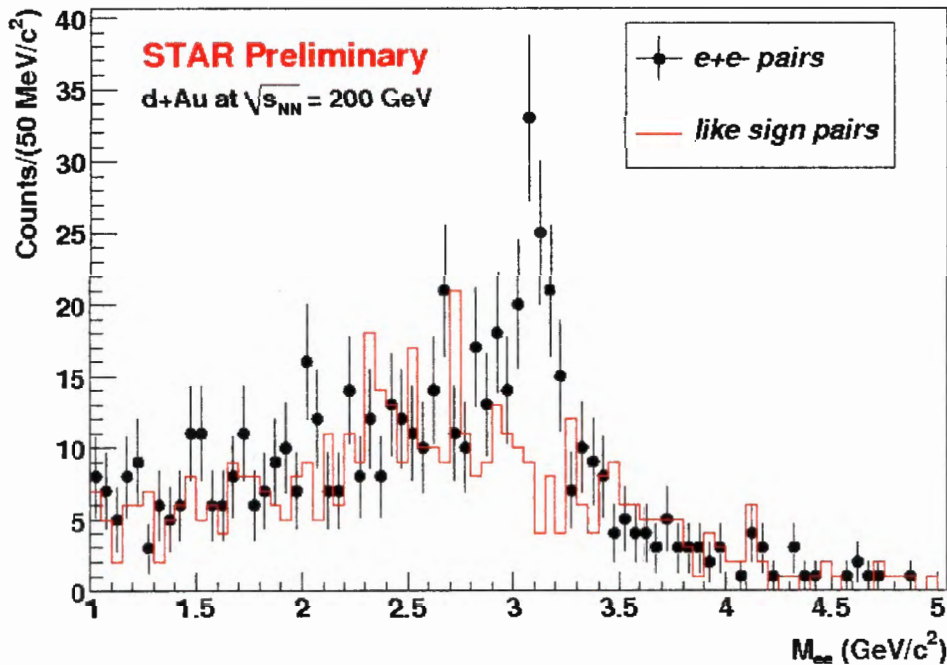 STAR Preliminary
d+Au at √s_NN = 200 GeV
e+e- pairs
like sign pairs
Counts/(50 MeV/c²)
40
35
30
25
20
15
10
5
0
1 1.5 2 2.5 3 3.5 4 4.5 5
M_ee (GeV/c²)